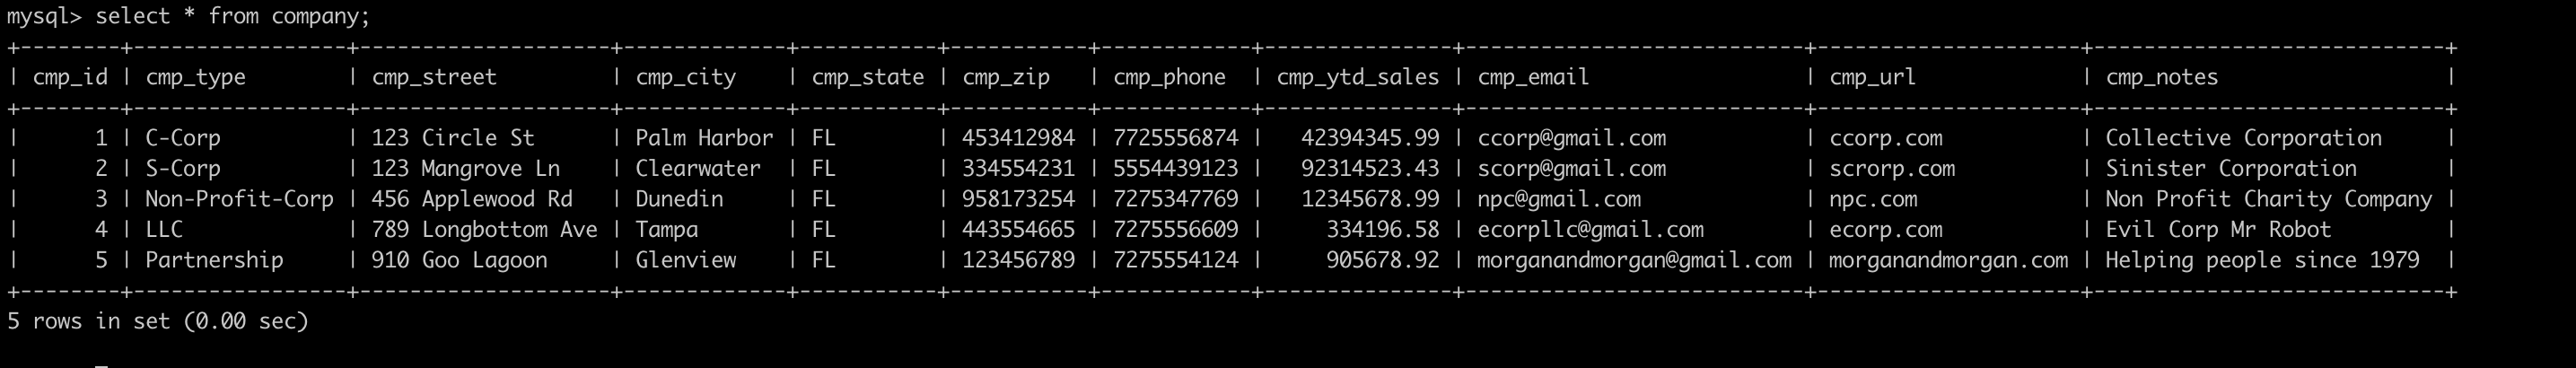 mysql> select * from company;
+--------+-----------------+--------------------+-------------+-----------+-----------+------------+---------------+---------------------------+---------------------+----------------------------+
| cmp_id | cmp_type        | cmp_street         | cmp_city    | cmp_state | cmp_zip   | cmp_phone  | cmp_ytd_sales | cmp_email                 | cmp_url             | cmp_notes                  |
+--------+-----------------+--------------------+-------------+-----------+-----------+------------+---------------+---------------------------+---------------------+----------------------------+
|      1 | C-Corp          | 123 Circle St      | Palm Harbor | FL        | 453412984 | 7725556874 |   42394345.99 | ccorp@gmail.com           | ccorp.com           | Collective Corporation     |
|      2 | S-Corp          | 123 Mangrove Ln    | Clearwater  | FL        | 334554231 | 5554439123 |   92314523.43 | scorp@gmail.com           | scrorp.com          | Sinister Corporation       |
|      3 | Non-Profit-Corp | 456 Applewood Rd   | Dunedin     | FL        | 958173254 | 7275347769 |   12345678.99 | npc@gmail.com             | npc.com             | Non Profit Charity Company |
|      4 | LLC             | 789 Longbottom Ave | Tampa       | FL        | 443554665 | 7275556609 |     334196.58 | ecorpllc@gmail.com        | ecorp.com           | Evil Corp Mr Robot         |
|      5 | Partnership     | 910 Goo Lagoon     | Glenview    | FL        | 123456789 | 7275554124 |     905678.92 | morganandmorgan@gmail.com | morganandmorgan.com | Helping people since 1979  |
+--------+-----------------+--------------------+-------------+-----------+-----------+------------+---------------+---------------------------+---------------------+----------------------------+
5 rows in set (0.00 sec)